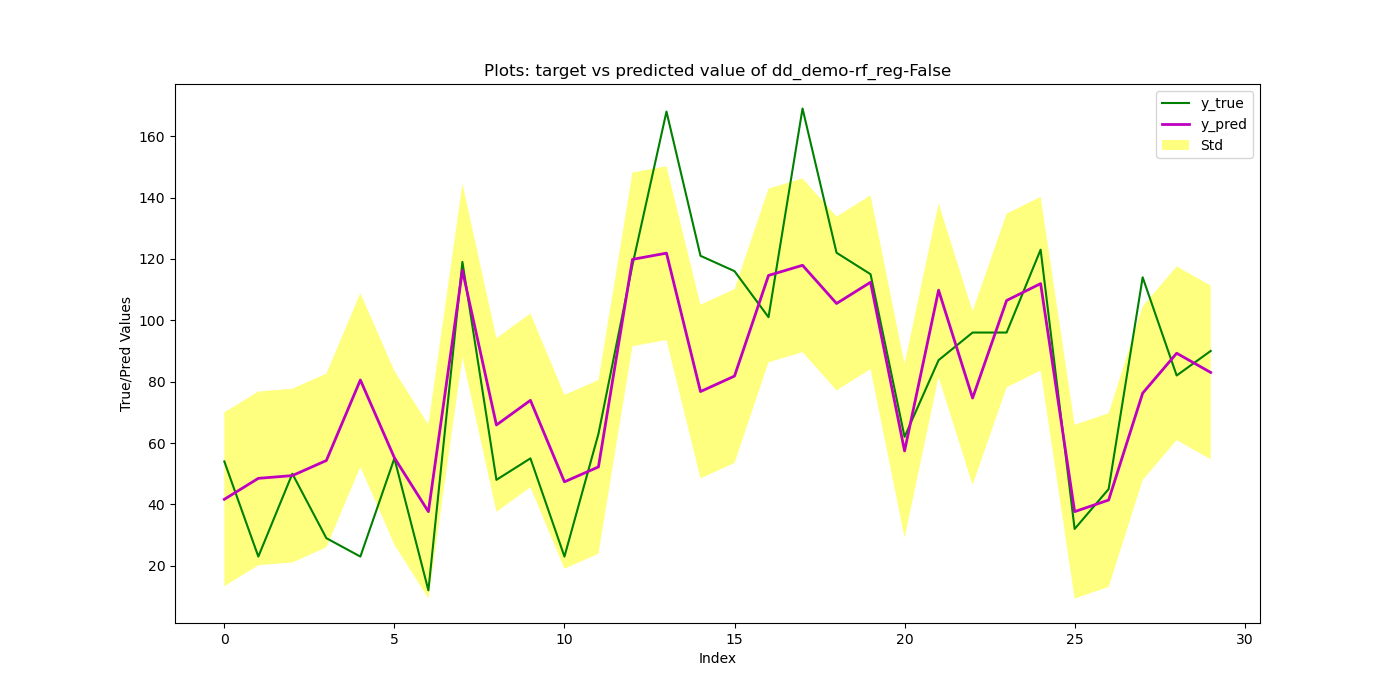 Plots: target vs predicted value of dd_demo-rf_reg-False
y_true
y_pred
Std
True/Pred Values
160
140
120
100
80
60
40
20
0 5 10 15 20 25 30
Index